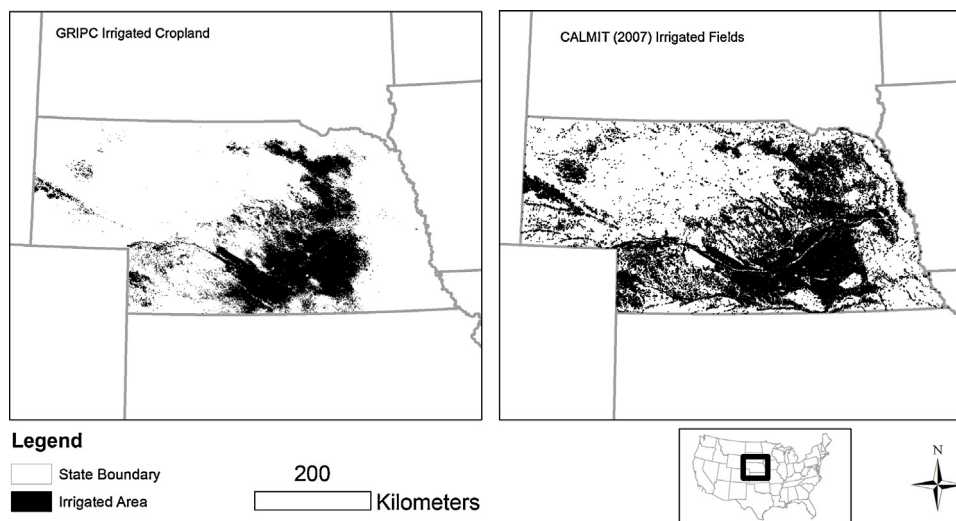 GRIPC Irrigated Cropland
CALMIT (2007) Irrigated Fields
Legend
State Boundary
Irrigated Area
200
Kilometers
N